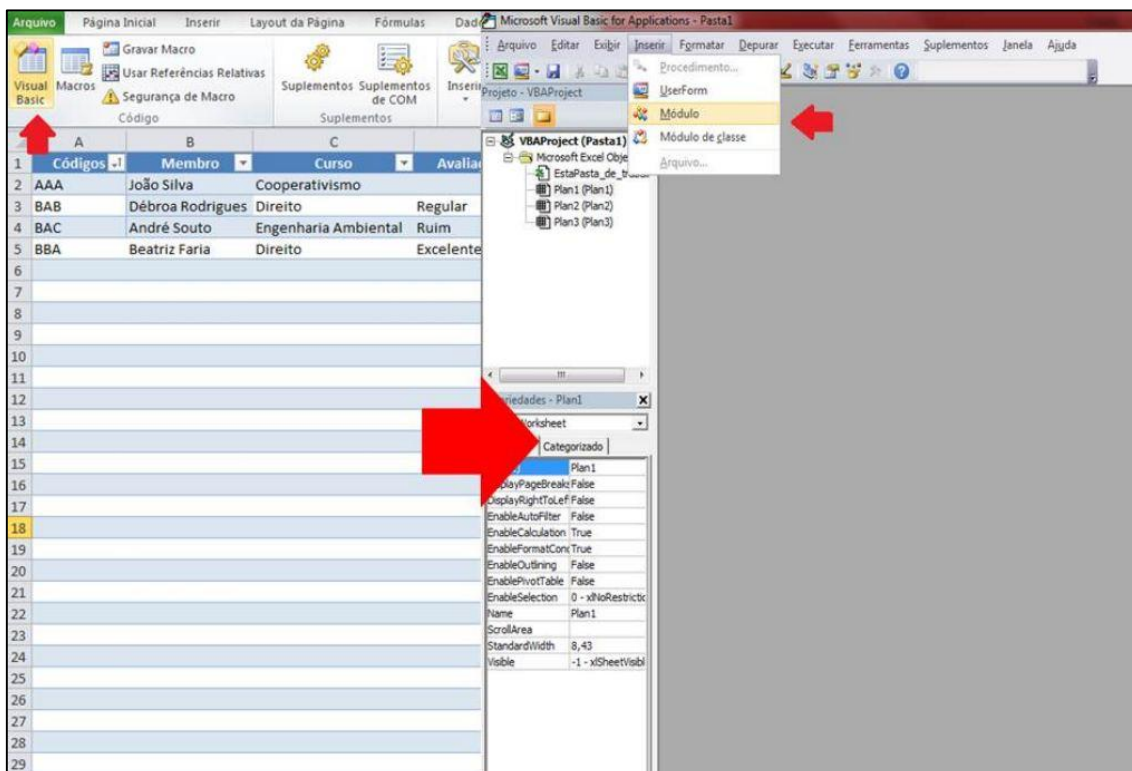 Arquivo Página Inicial Inserir Layout da Página Fórmulas
Visual Basic
Macros
Gravar Macro
Usar Referências Relativas
Segurança de Macro
Código
Suplementos
Suplementos de COM
Suplementos
A B C
1 Códigos Membro Curso
2 AAA João Silva Cooperativismo
3 BAB Débroa Rodrigues Direito Regular
4 BAC André Souto Engenharia Ambiental Ruim
5 BBA Beatriz Faria Direito Excelente
6
7
8
9
10
11
12
13
14
15
16
17
18
19
20
21
22
23
24
25
26
27
28
29
Microsoft Visual Basic for Applications - Pasta1
Arquivo Editar Exibir Inserir Formatar Depurar Executar Ferramentas Suplementos Janela Ajuda
Procedimento...
UserForm
Módulo
Módulo de classe
Arquivo...
Projeto - VBAProject
VBAProject (Pasta1)
Microsoft Excel Obje
Plan1 (Plan1)
Plan2 (Plan2)
Plan3 (Plan3)
- Plan1
Categorizado
Plan1
False
DisplayRightToLef False
EnableAutoFilter False
EnableCalculation True
EnableFormatCon True
EnableOutlining False
EnablePivotTable False
EnableSelection 0 - xlNoRestrictic
Name Plan1
ScrollArea
StandardWidth 8,43
Visible -1 - xlSheetVisibl